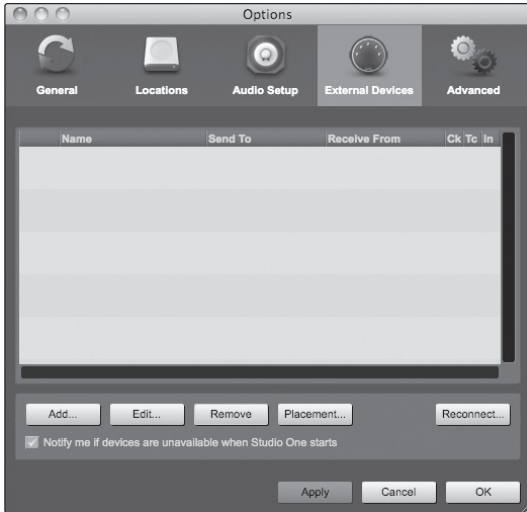 Options
General Locations Audio Setup External Devices Advanced
Name Send To Receive From Ck Tc In
Add... Edit... Remove Placement... Reconnect...
Notify me if devices are unavailable when Studio One starts
Apply Cancel OK